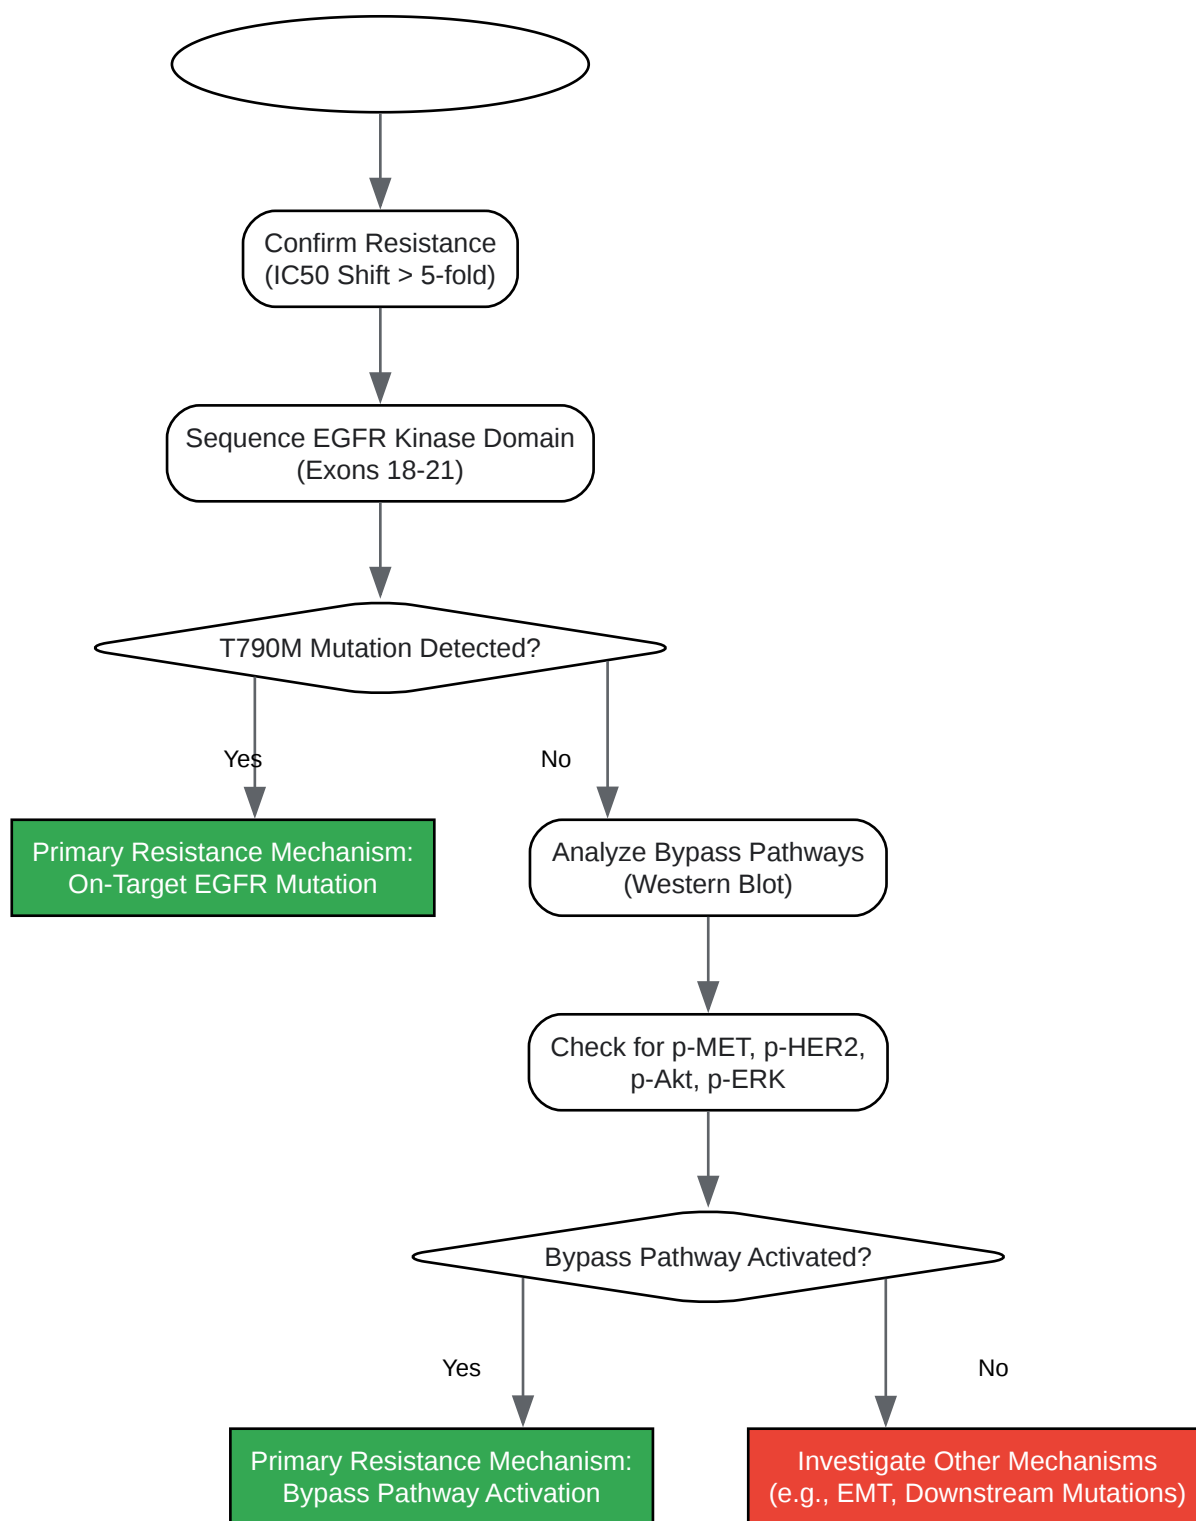 Confirm Resistance
(IC50 Shift > 5-fold)
Sequence EGFR Kinase Domain
(Exons 18-21)
T790M Mutation Detected?
Yes
No
Primary Resistance Mechanism:
On-Target EGFR Mutation
Analyze Bypass Pathways
(Western Blot)
Check for p-MET, p-HER2,
p-Akt, p-ERK
Bypass Pathway Activated?
Yes
No
Primary Resistance Mechanism:
Bypass Pathway Activation
Investigate Other Mechanisms
(e.g., EMT, Downstream Mutations)